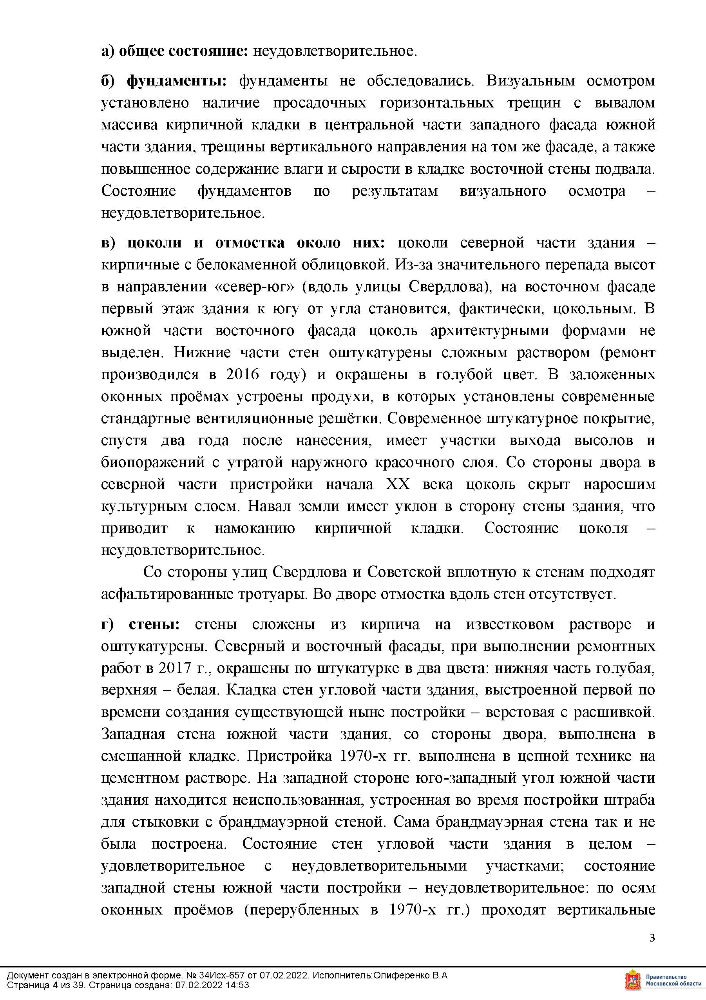 а) общее состояние: неудовлетворительное.
б) фундаменты: фундаменты не обследовались. Визуальным осмотром
установлено наличие просадочных горизонтальных трещин с вывалом
массива кирпичной кладки в центральной части западного фасада южной
части здания, трещины вертикального направления на том же фасаде, а также
повышенное содержание влаги и сырости в кладке восточной стены подвала.
Состояние фундаментов по результатам визуального осмотра –
неудовлетворительное.
в) цоколи и отмостка около них: цоколи северной части здания –
кирпичные с белокаменной облицовкой. Из-за значительного перепада высот
в направлении «север-юг» (вдоль улицы Свердлова), на восточном фасаде
первый этаж здания к югу от угла становится, фактически, цокольным. В
южной части восточного фасада цоколь архитектурными формами не
выделен. Нижние части стен оштукатурены сложным раствором (ремонт
производился в 2016 году) и окрашены в голубой цвет. В заложенных
оконных проёмах устроены продухи, в которых установлены современные
стандартные вентиляционные решётки. Современное штукатурное покрытие,
спустя два года после нанесения, имеет участки выхода высолов и
биопоражений с утратой наружного красочного слоя. Со стороны двора в
северной части пристройки начала XX века цоколь скрыт наросшим
культурным слоем. Навал земли имеет уклон в сторону стены здания, что
приводит к намоканию кирпичной кладки. Состояние цоколя –
неудовлетворительное.
Со стороны улиц Свердлова и Советской вплотную к стенам подходят
асфальтированные тротуары. Во дворе отмостка вдоль стен отсутствует.
г) стены: стены сложены из кирпича на известковом растворе и
оштукатурены. Северный и восточный фасады, при выполнении ремонтных
работ в 2017 г., окрашены по штукатурке в два цвета: нижняя часть голубая,
верхняя – белая. Кладка стен угловой части здания, выстроенной первой по
времени создания существующей ныне постройки – верстовая с расшивкой.
Западная стена южной части здания, со стороны двора, выполнена в
смешанной кладке. Пристройка 1970-х гг. выполнена в цепной технике на
цементном растворе. На западной стороне юго-западный угол южной части
здания находится неиспользованная, устроенная во время постройки штраба
для стыковки с брандмауэрной стеной. Сама брандмауэрная стена так и не
была построена. Состояние стен угловой части здания в целом –
удовлетворительное с неудовлетворительными участками; состояние
западной стены южной части постройки – неудовлетворительное: по осям
оконных проёмов (перерубленных в 1970-х гг.) проходят вертикальные
3
Документ создан в электронной форме. № 34Исх-657 от 07.02.2022. Исполнитель:Олиференко В.А
Страница 4 из 39. Страница создана: 07.02.2022 14:53
Правительство
Московской области